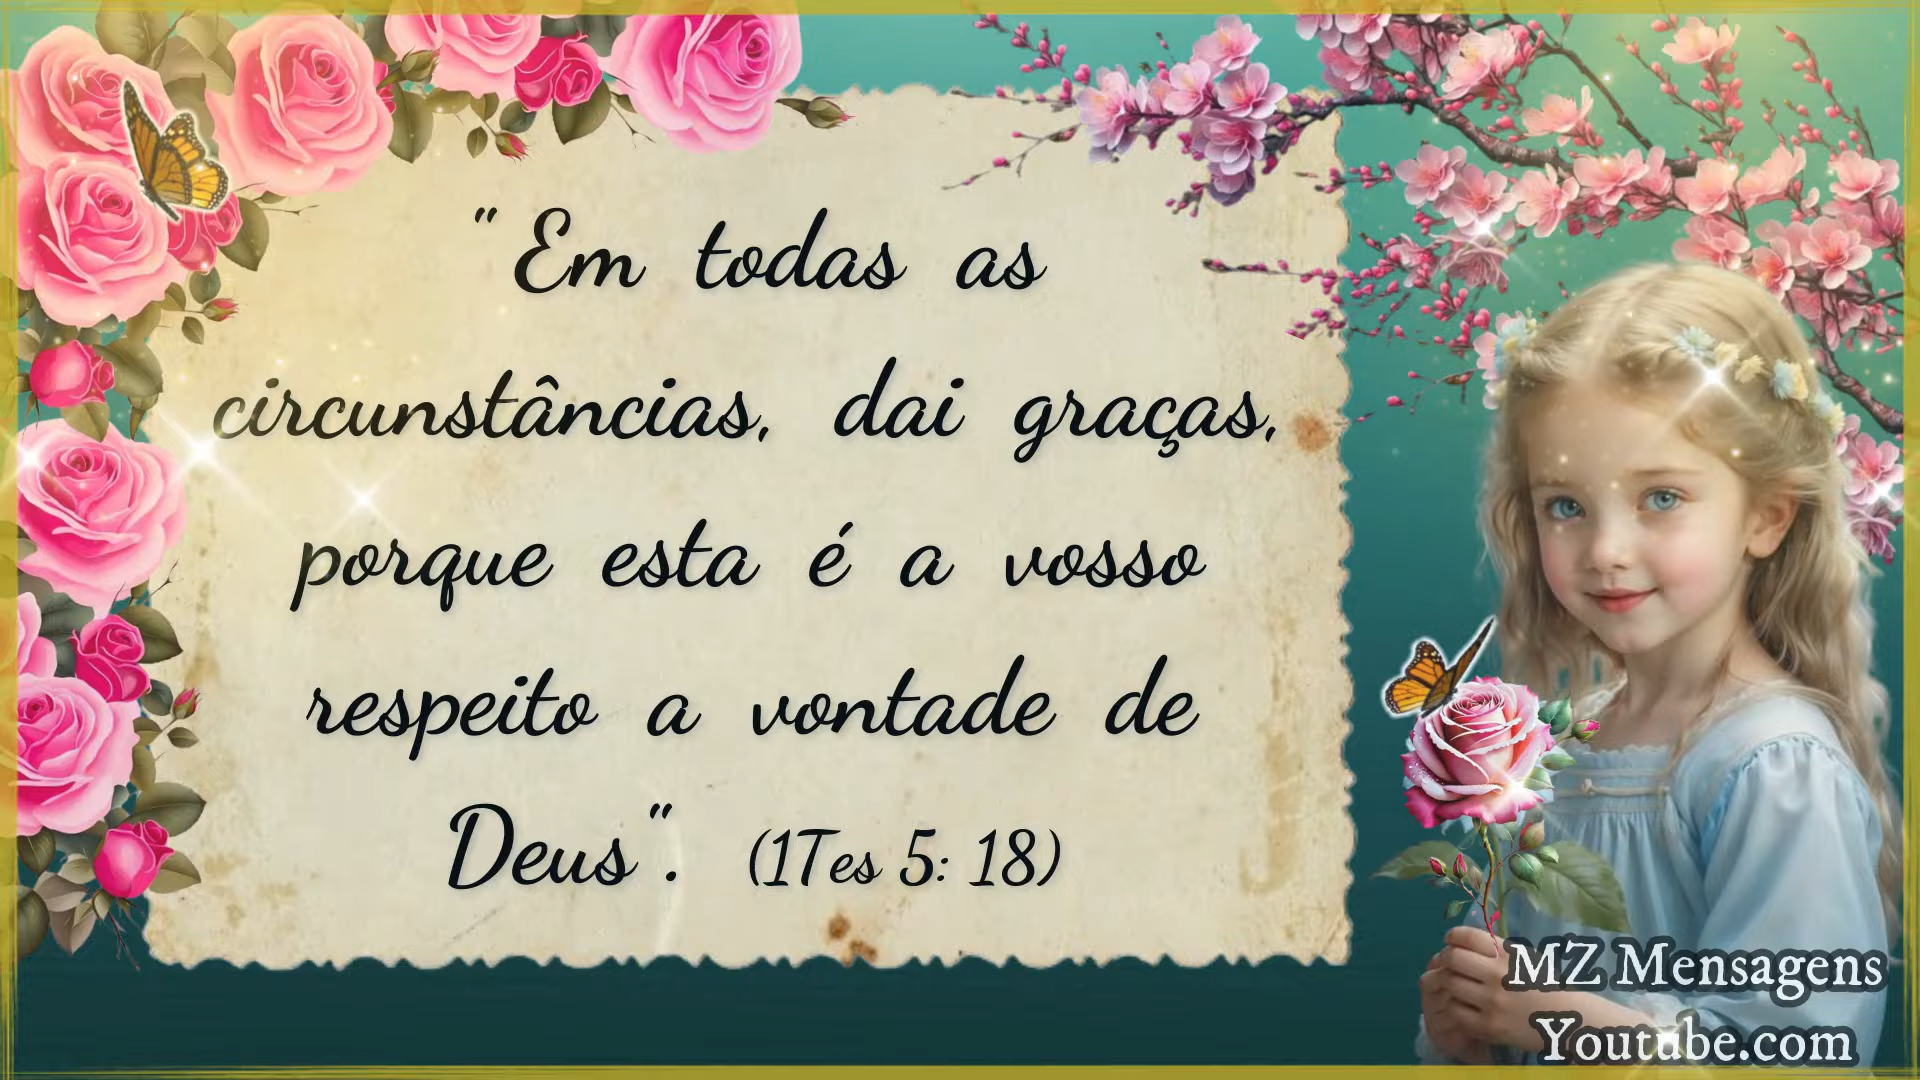 " Em todas as
circunstâncias, dai graças,
porque esta é a vosso
respeito a vontade de
Deus". (1Tes 5: 18)
MZ Mensagens
Youtube.com